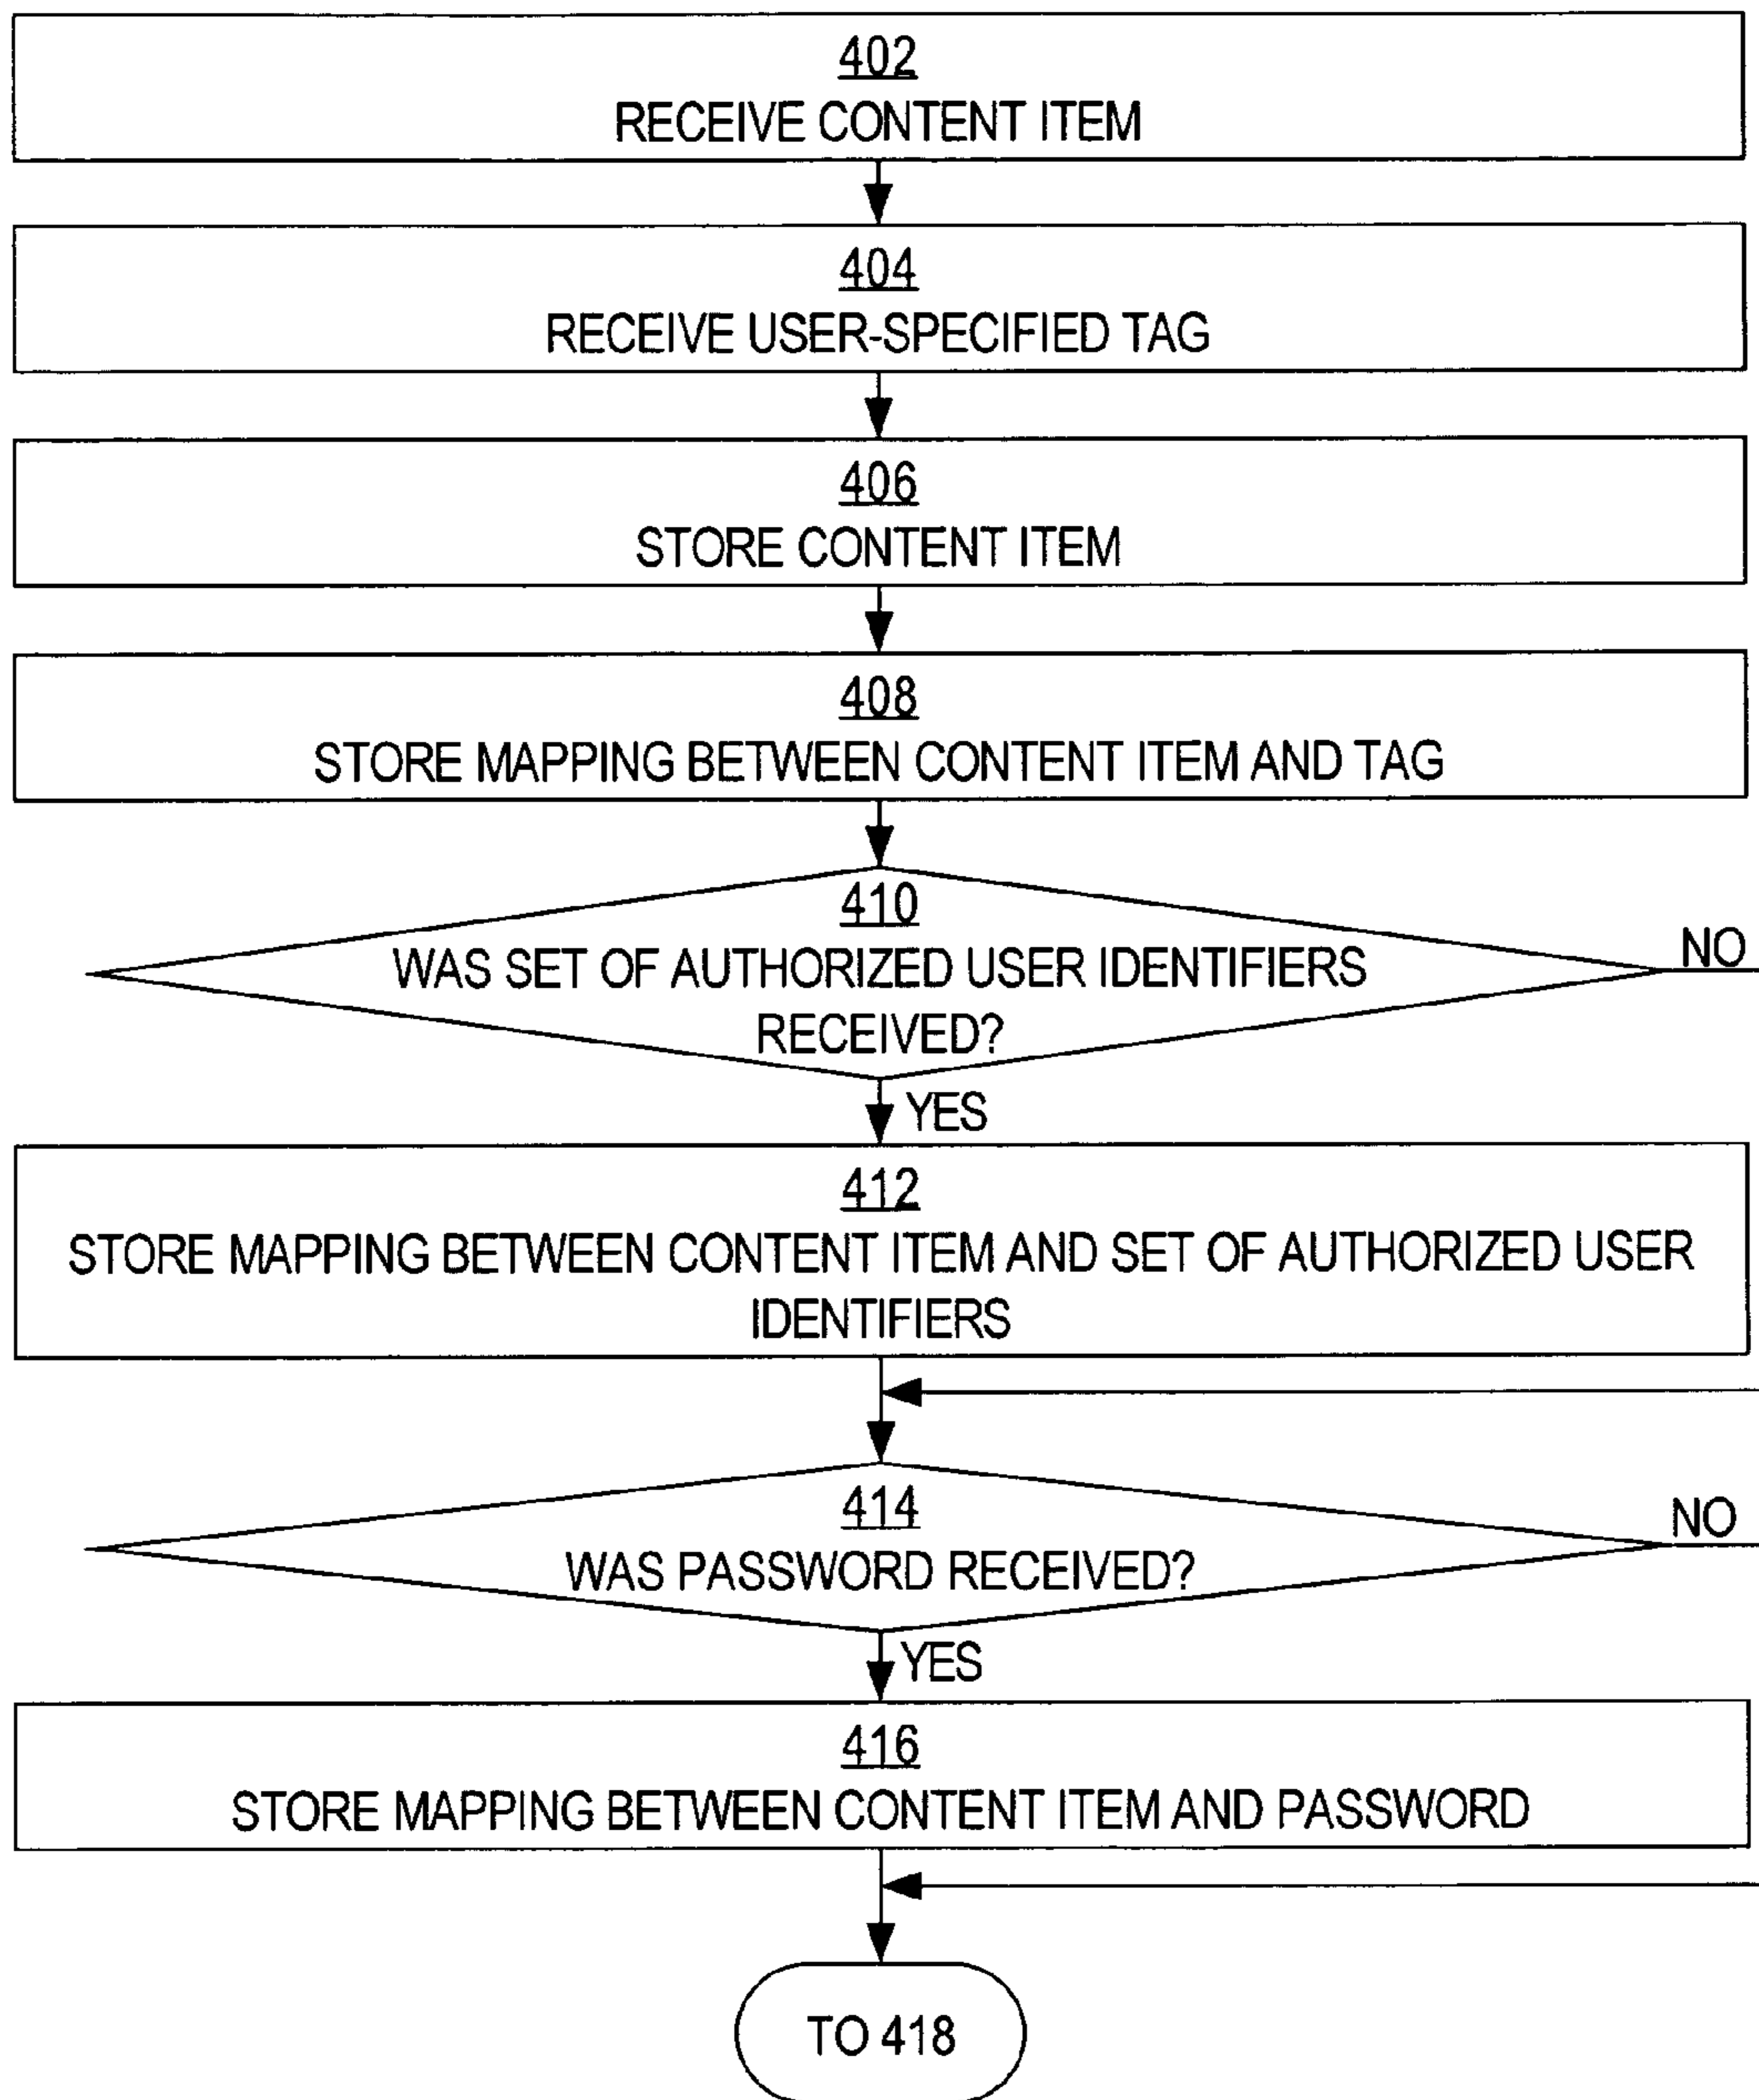 402
RECEIVE CONTENT ITEM
404
RECEIVE USER-SPECIFIED TAG
406
STORE CONTENT ITEM
408
STORE MAPPING BETWEEN CONTENT ITEM AND TAG
410
WAS SET OF AUTHORIZED USER IDENTIFIERS
RECEIVED?
NO
YES
412
STORE MAPPING BETWEEN CONTENT ITEM AND SET OF AUTHORIZED USER
IDENTIFIERS
414
WAS PASSWORD RECEIVED?
NO
YES
416
STORE MAPPING BETWEEN CONTENT ITEM AND PASSWORD
TO 418